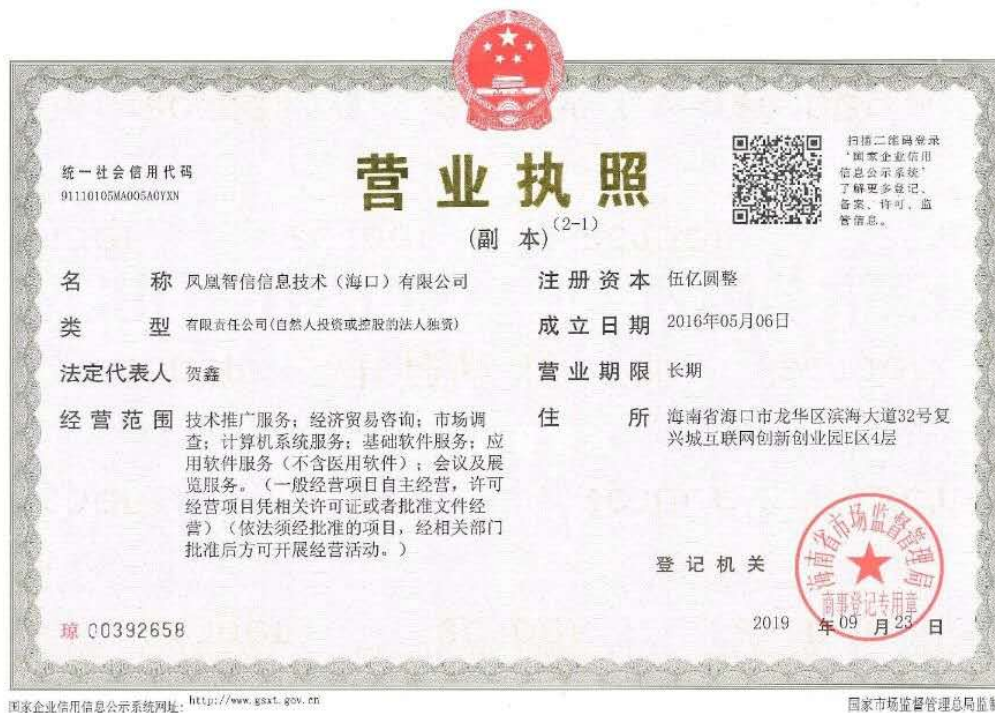 统一社会信用代码
91110105MA005A0YXN
营业执照
(副 本)(2-1)
扫描二维码登录
“国家企业信用
信息公示系统”
了解更多登记、
备案、许可、监
管信息。
名 称 凤凰智信信息技术（海口）有限公司
类 型 有限责任公司(自然人投资或控股的法人独资)
法定代表人 贺鑫
经营范围 技术推广服务；经济贸易咨询；市场调
查；计算机系统服务；基础软件服务；应
用软件服务（不含医用软件）；会议及展
览服务。（一般经营项目自主经营，许可
经营项目凭相关许可证或者批准文件经
营）（依法须经批准的项目，经相关部门
批准后方可开展经营活动。）
注册资本 伍亿圆整
成立日期 2016年05月06日
营业期限 长期
住 所 海南省海口市龙华区滨海大道32号复
兴城互联网创新创业园E区4层
登记机关
海南省市场监督管理局
商事登记专用章
2019 年 09 月 23 日
琼 00392658
国家企业信用信息公示系统网址: http://www.gsxt.gov.cn
国家市场监督管理总局监制